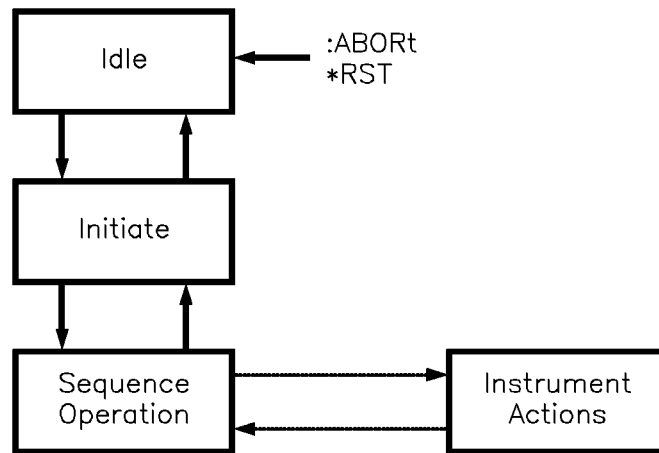 Idle
:ABORt
*RST
Initiate
Sequence
Operation
Instrument
Actions